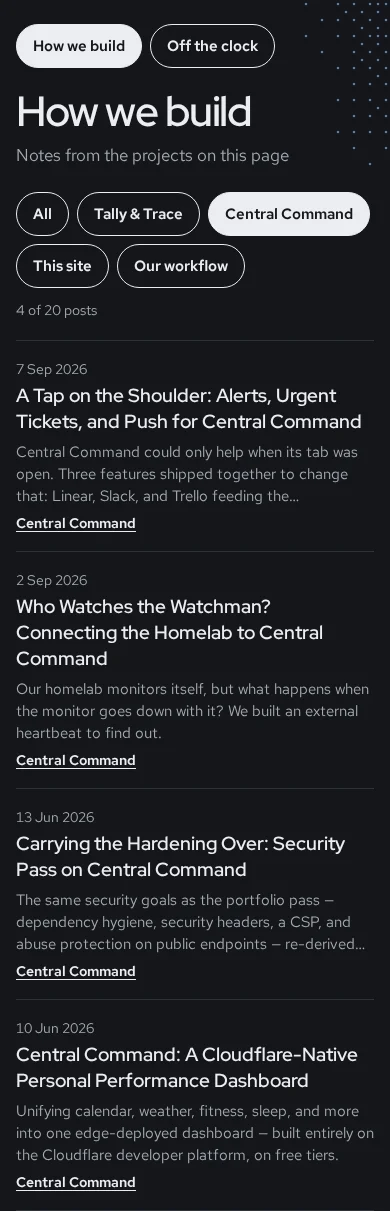 How we build
Off the clock
How we build
Notes from the projects on this page
All
Tally & Trace
Central Command
This site
Our workflow
4 of 20 posts
7 Sep 2026
A Tap on the Shoulder: Alerts, Urgent
Tickets, and Push for Central Command
Central Command could only help when its tab was
open. Three features shipped together to change
that: Linear, Slack, and Trello feeding the...
Central Command
2 Sep 2026
Who Watches the Watchman?
Connecting the Homelab to Central
Command
Our homelab monitors itself, but what happens when
the monitor goes down with it? We built an external
heartbeat to find out.
Central Command
13 Jun 2026
Carrying the Hardening Over: Security
Pass on Central Command
The same security goals as the portfolio pass —
dependency hygiene, security headers, a CSP, and
abuse protection on public endpoints — re-derived...
Central Command
10 Jun 2026
Central Command: A Cloudflare-Native
Personal Performance Dashboard
Unifying calendar, weather, fitness, sleep, and more
into one edge-deployed dashboard — built entirely on
the Cloudflare developer platform, on free tiers.
Central Command